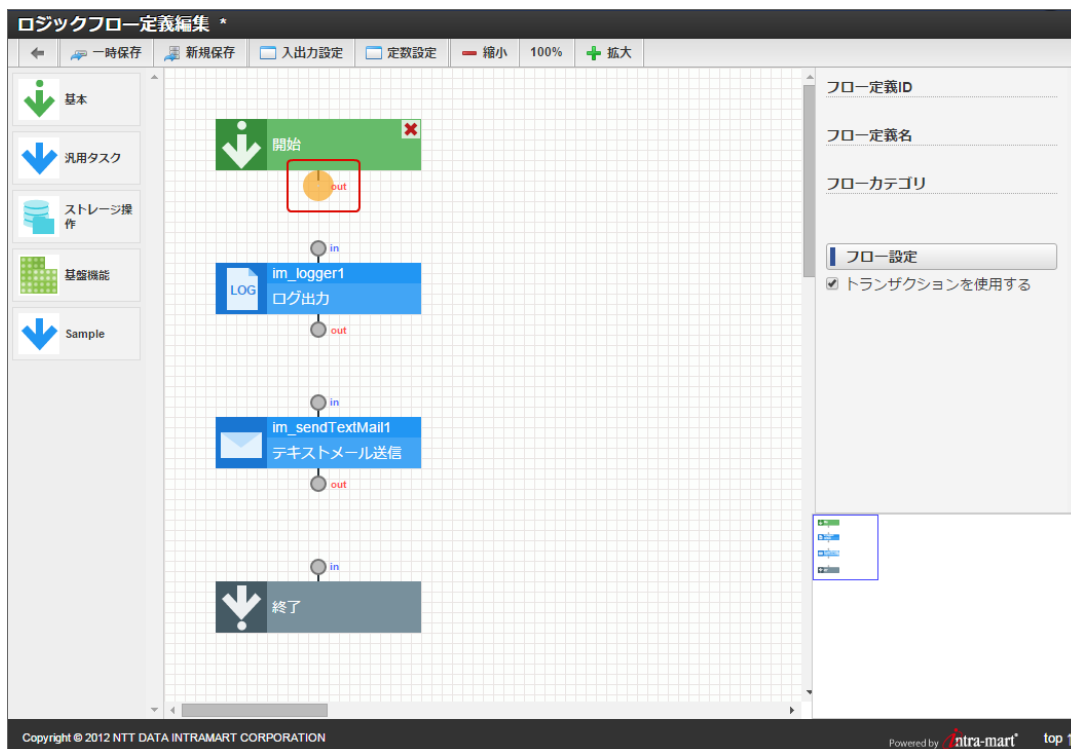 ロジックフロー定義編集 *
一時保存 新規保存 入出力設定 定数設定 縮小 100% 拡大
基本
汎用タスク
ストレージ操
作
基盤機能
Sample
開始
out
in
im_logger1
LOG
ログ出力
out
in
im_sendTextMail1
テキストメール送信
out
in
終了
フロー定義ID
フロー定義名
フローカテゴリ
フロー設定
トランザクションを使用する
Copyright © 2012 NTT DATA INTRAMART CORPORATION
Powered by intra-mart
top